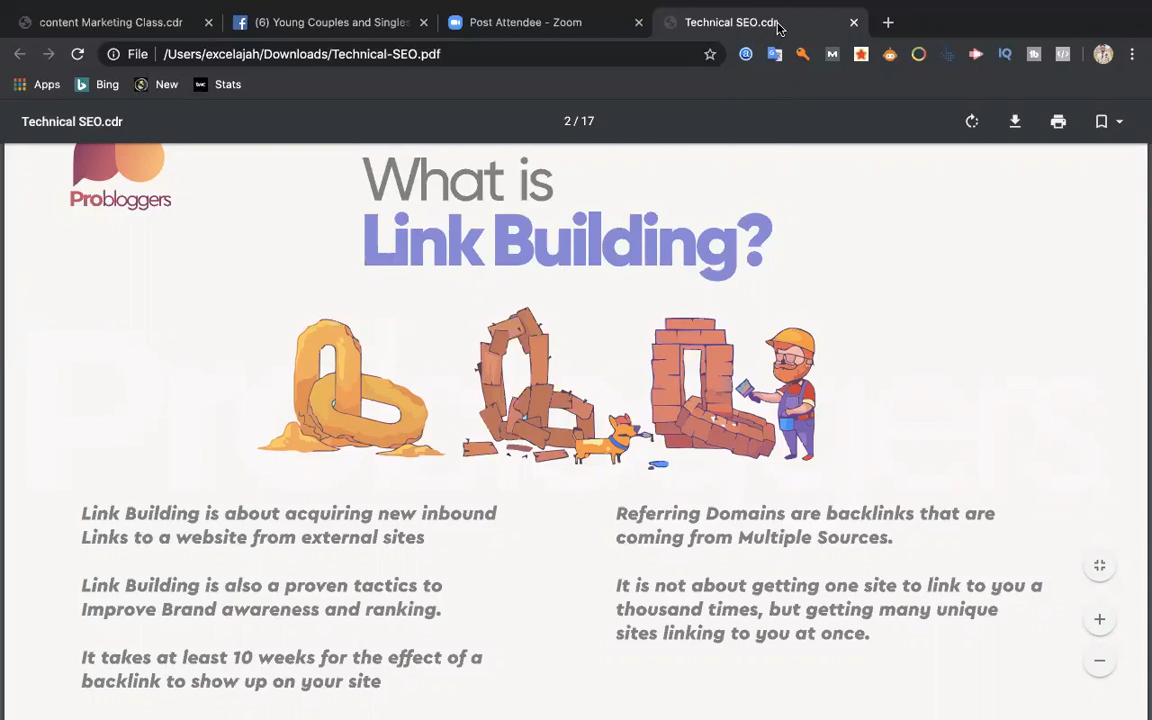 content Marketing Class.cdr
(6) Young Couples and Singles
Post Attendee - Zoom
Technical SEO.cdr
File
/Users/excelajah/Downloads/Technical-SEO.pdf
Apps
Bing
New
Stats
Technical SEO.cdr
2 / 17
Probloggers
What is
Link Building?
Link Building is about acquiring new inbound
Links to a website from external sites
Link Building is also a proven tactics to
Improve Brand awareness and ranking.
It takes at least 10 weeks for the effect of a
backlink to show up on your site
Referring Domains are backlinks that are
coming from Multiple Sources.
It is not about getting one site to link to you a
thousand times, but getting many unique
sites linking to you at once.